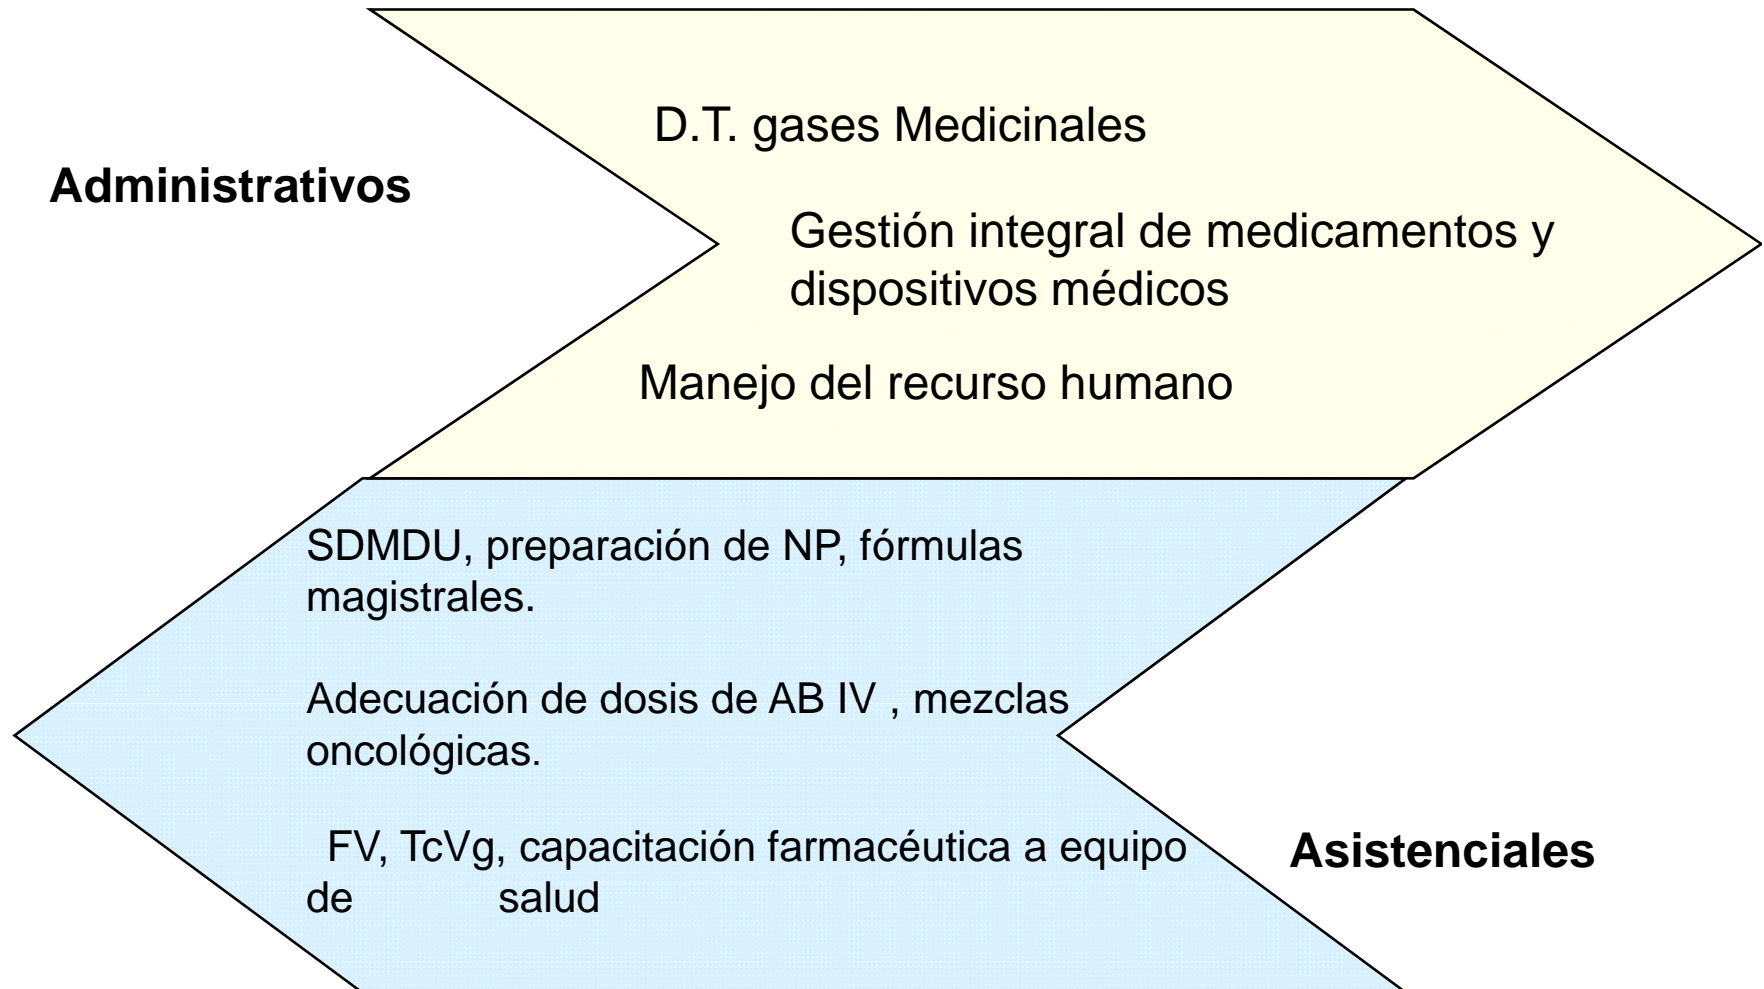 D.T. gases Medicinales
Administrativos
Gestión integral de medicamentos y
dispositivos médicos
Manejo del recurso humano
SDMDU, preparación de NP, fórmulas
magistrales.
Adecuación de dosis de AB IV , mezclas
oncológicas.
FV, TcVg, capacitación farmacéutica a equipo
de salud
Asistenciales